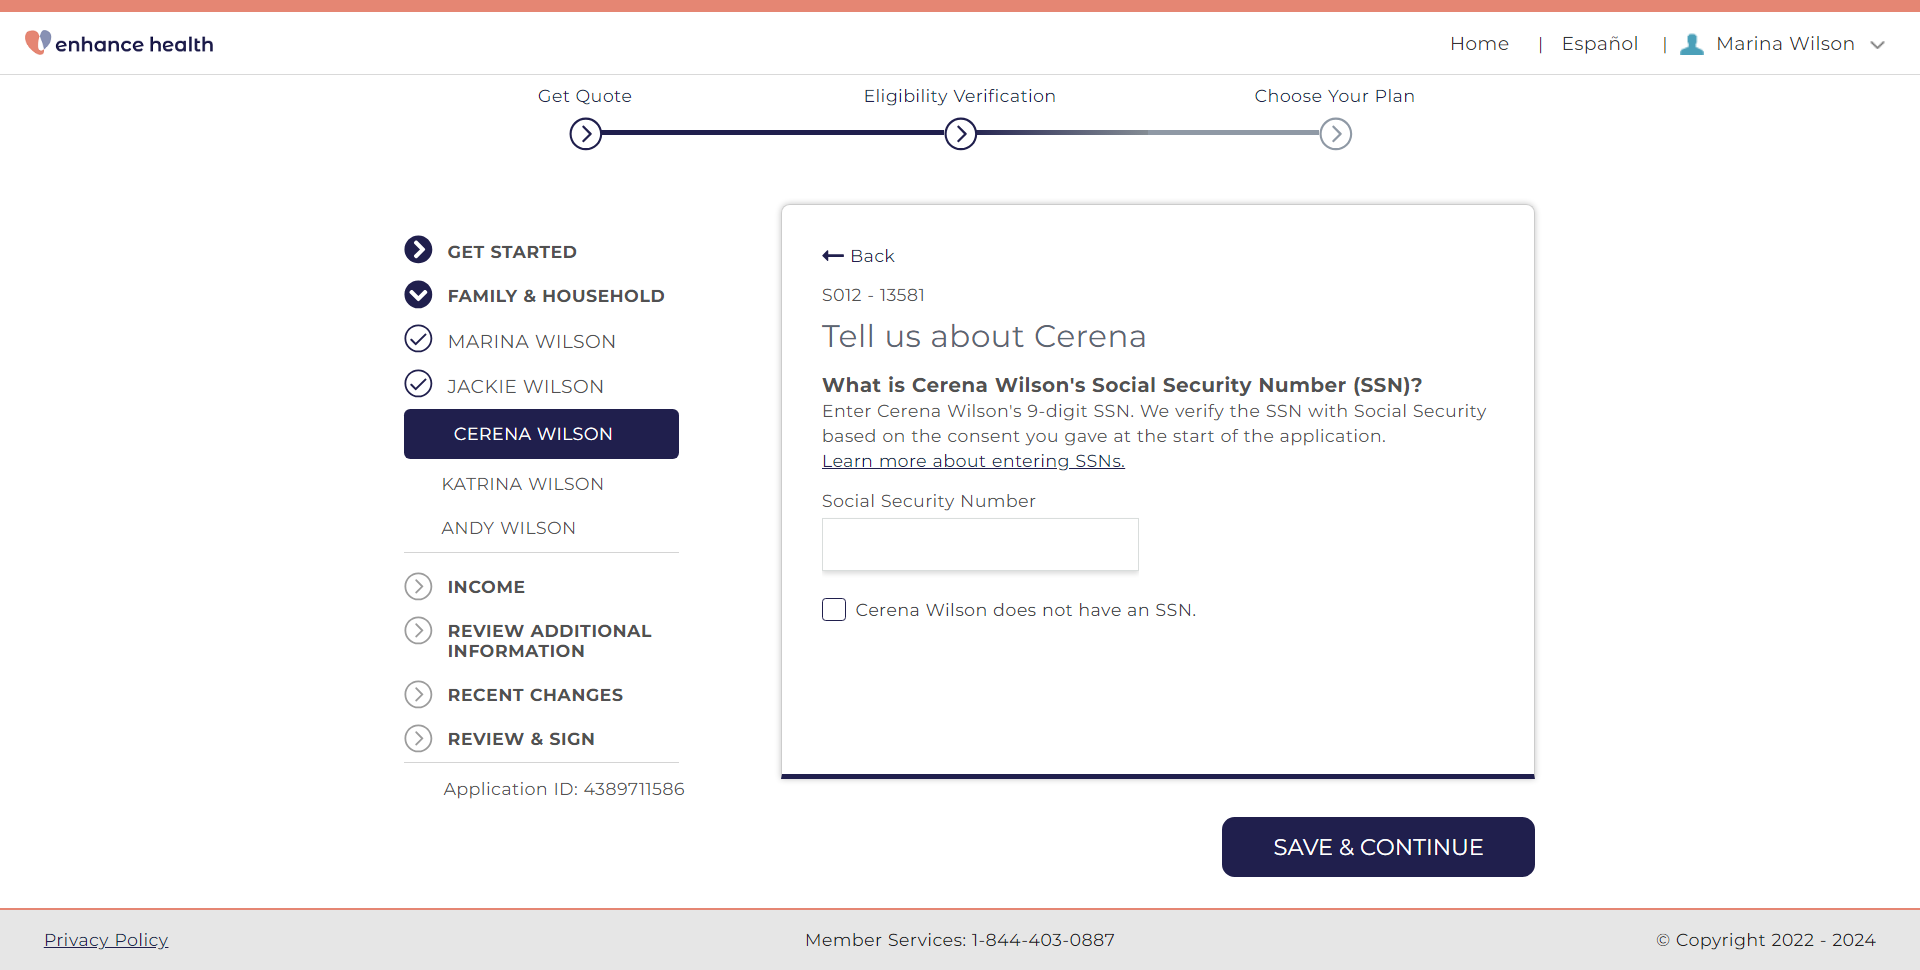 enhance health
Home | Español | Marina Wilson
Get Quote
Eligibility Verification
Choose Your Plan
GET STARTED
FAMILY & HOUSEHOLD
MARINA WILSON
JACKIE WILSON
CERENA WILSON
KATRINA WILSON
ANDY WILSON
INCOME
REVIEW ADDITIONAL
INFORMATION
RECENT CHANGES
REVIEW & SIGN
Application ID: 4389711586
Back
S012 - 13581
Tell us about Cerena
What is Cerena Wilson's Social Security Number (SSN)?
Enter Cerena Wilson's 9-digit SSN. We verify the SSN with Social Security
based on the consent you gave at the start of the application.
Learn more about entering SSNs.
Social Security Number
Cerena Wilson does not have an SSN.
SAVE & CONTINUE
Privacy Policy
Member Services: 1-844-403-0887
© Copyright 2022 - 2024